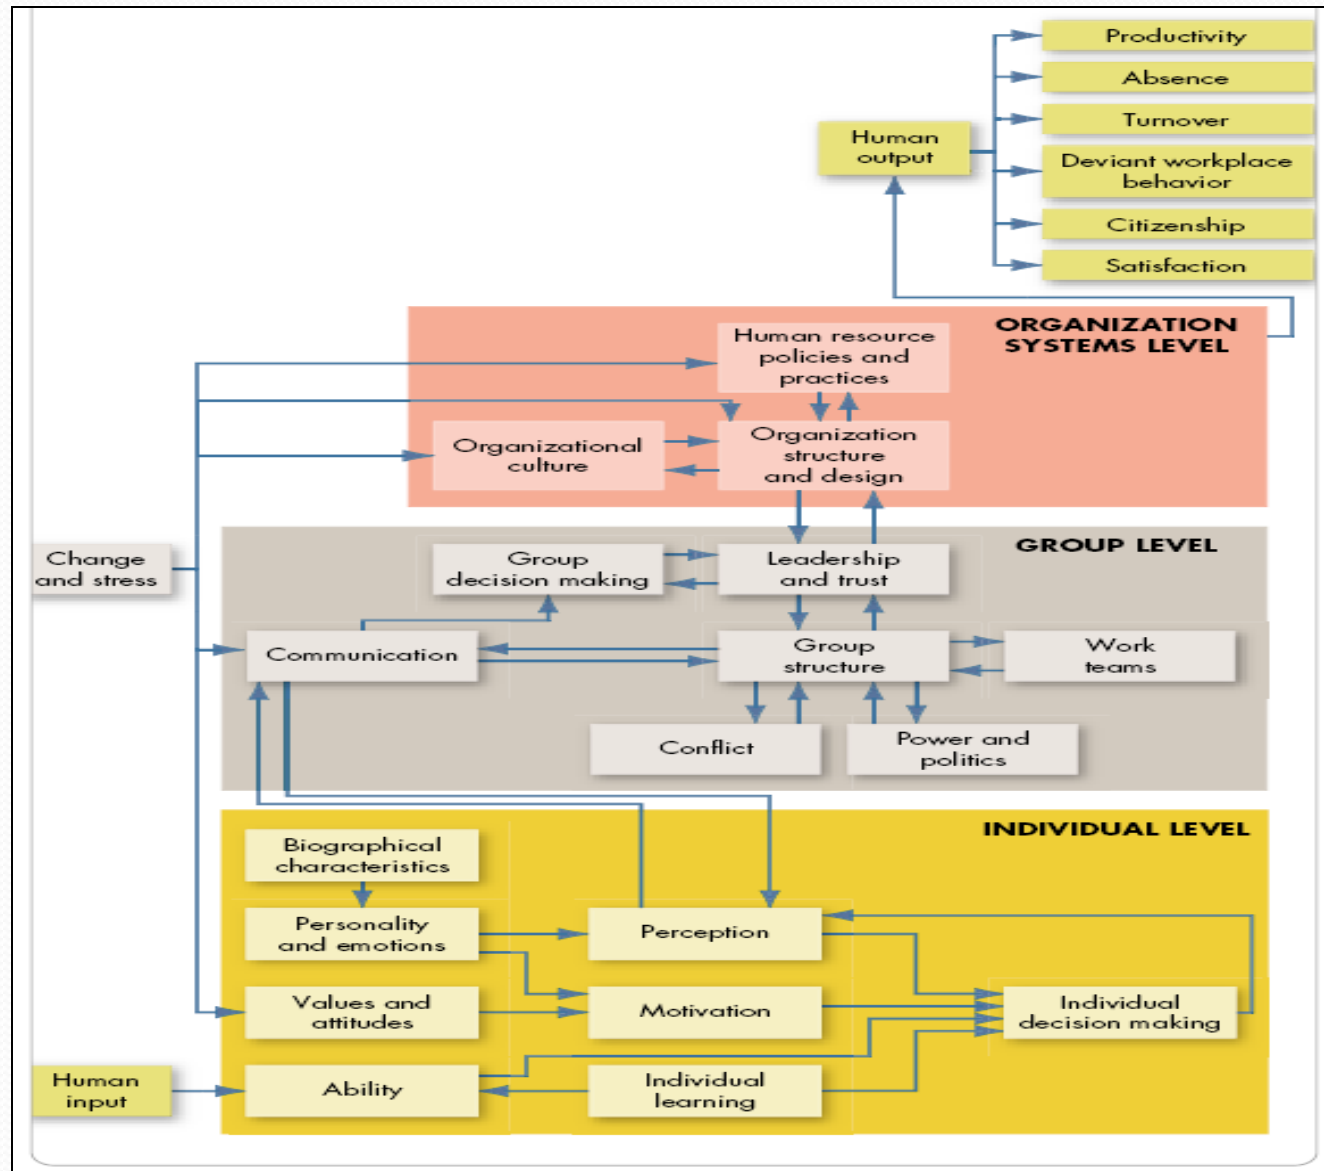 Productivity
Absence
Turnover
Human
output
Deviant workplace
behavior
Citizenship
Satisfaction
ORGANIZATION
SYSTEMS LEVEL
Human resource
policies and
practices
Organizational
culture
Organization
structure
and design
GROUP LEVEL
Change
and stress
Group
decision making
Leadership
and trust
Communication
Group
structure
Work
teams
Conflict
Power and
politics
INDIVIDUAL LEVEL
Biographical
characteristics
Personality
and emotions
Perception
Values and
attitudes
Motivation
Individual
decision making
Human
input
Ability
Individual
learning